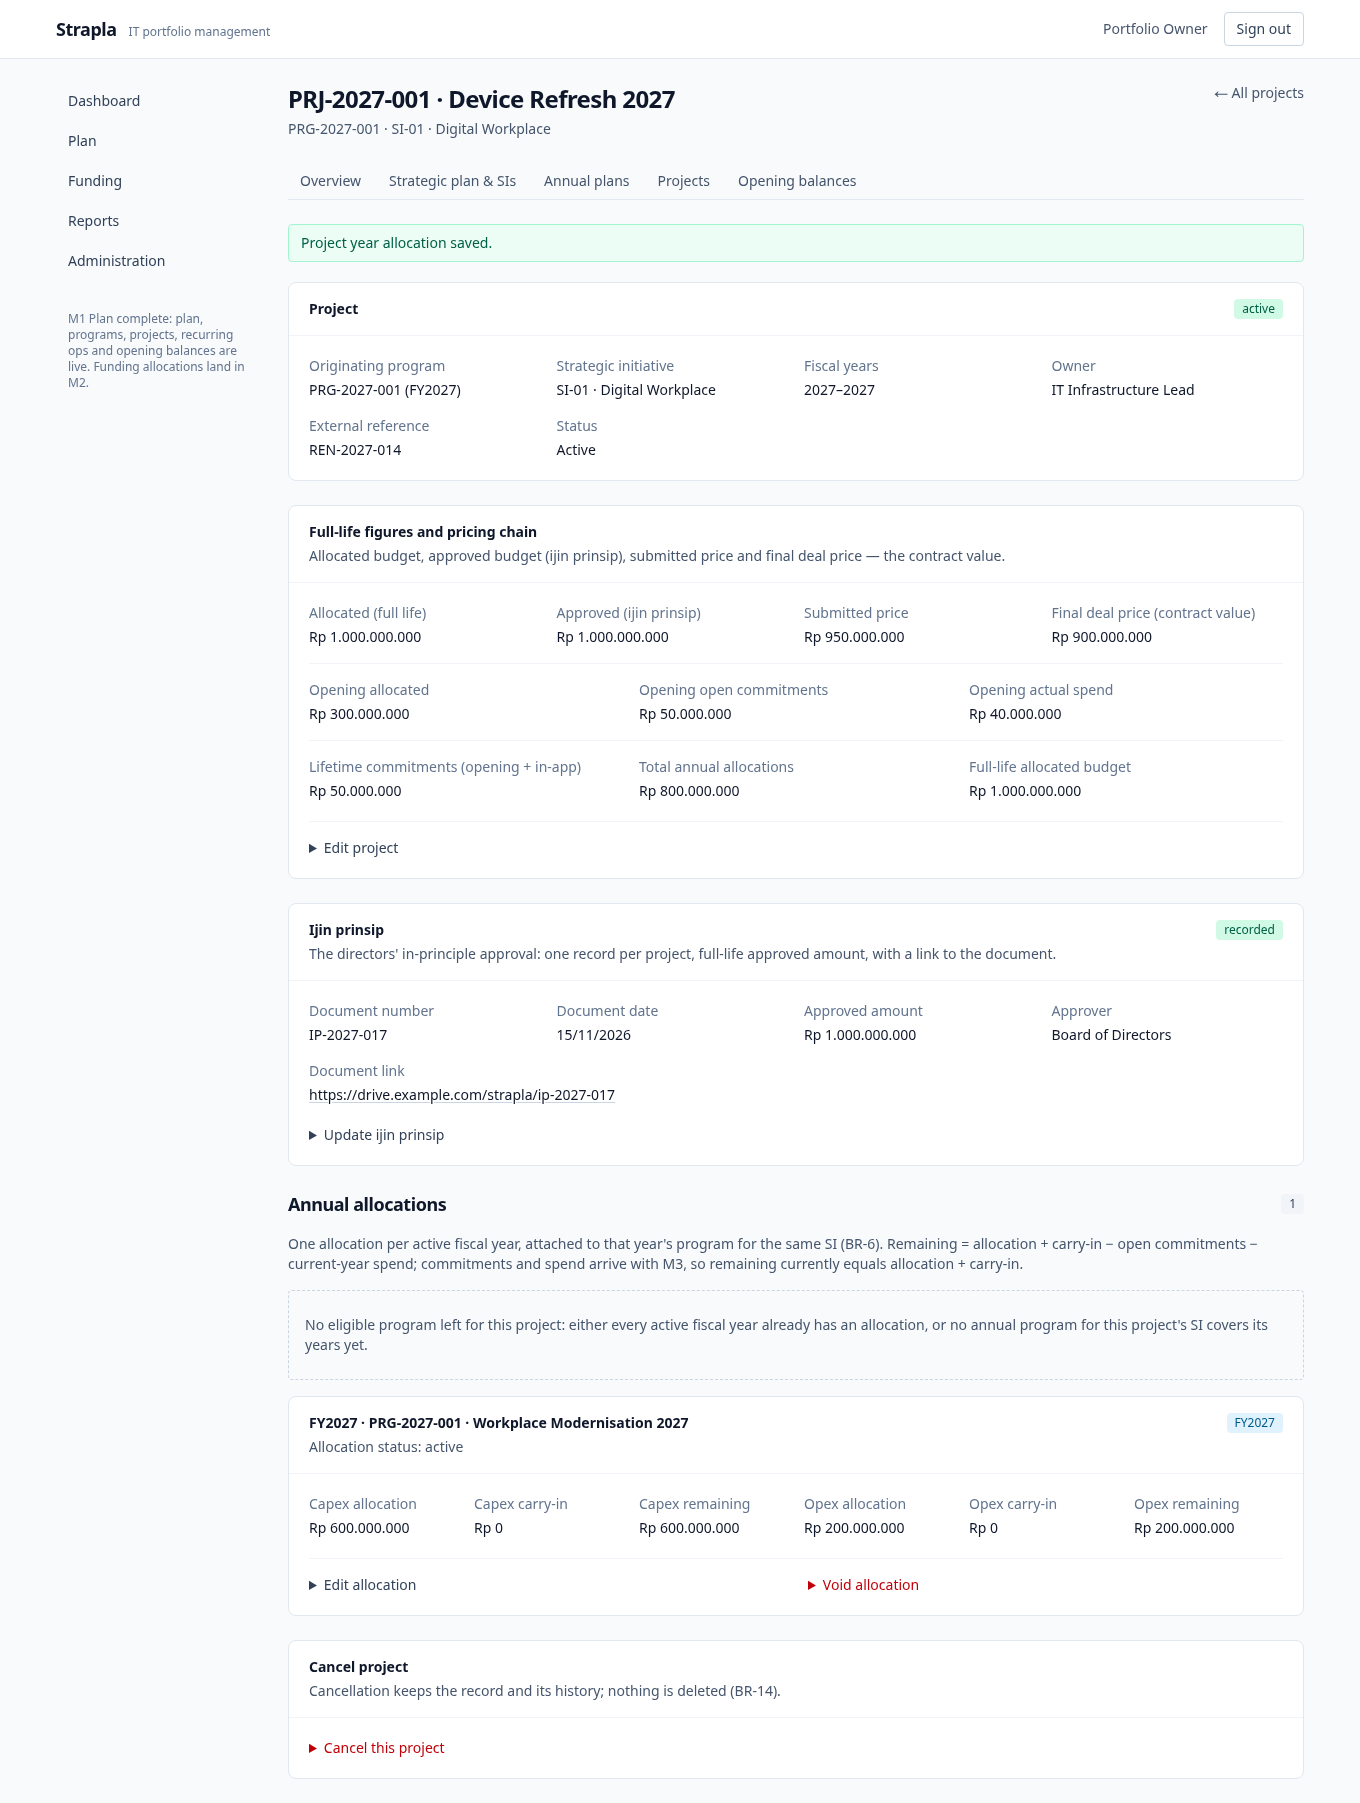 Strapla IT portfolio management
Portfolio Owner
Sign out
Dashboard
Plan
Funding
Reports
Administration
M1 Plan complete: plan,
programs, projects, recurring
ops and opening balances are
live. Funding allocations land in
M2.
PRJ-2027-001 · Device Refresh 2027
← All projects
PRG-2027-001 · SI-01 · Digital Workplace
Overview Strategic plan & SIs Annual plans Projects Opening balances
Project year allocation saved.
Project
active
Originating program Strategic initiative Fiscal years Owner
PRG-2027-001 (FY2027) SI-01 · Digital Workplace 2027–2027 IT Infrastructure Lead
External reference Status
REN-2027-014 Active
Full-life figures and pricing chain
Allocated budget, approved budget (ijin prinsip), submitted price and final deal price — the contract value.
Allocated (full life) Approved (ijin prinsip) Submitted price Final deal price (contract value)
Rp 1.000.000.000 Rp 1.000.000.000 Rp 950.000.000 Rp 900.000.000
Opening allocated Opening open commitments Opening actual spend
Rp 300.000.000 Rp 50.000.000 Rp 40.000.000
Lifetime commitments (opening + in-app) Total annual allocations Full-life allocated budget
Rp 50.000.000 Rp 800.000.000 Rp 1.000.000.000
▶ Edit project
Ijin prinsip
recorded
The directors' in-principle approval: one record per project, full-life approved amount, with a link to the document.
Document number Document date Approved amount Approver
IP-2027-017 15/11/2026 Rp 1.000.000.000 Board of Directors
Document link
https://drive.example.com/strapla/ip-2027-017
▶ Update ijin prinsip
Annual allocations
1
One allocation per active fiscal year, attached to that year's program for the same SI (BR-6). Remaining = allocation + carry-in − open commitments −
current-year spend; commitments and spend arrive with M3, so remaining currently equals allocation + carry-in.
No eligible program left for this project: either every active fiscal year already has an allocation, or no annual program for this project's SI covers its
years yet.
FY2027 · PRG-2027-001 · Workplace Modernisation 2027
FY2027
Allocation status: active
Capex allocation Capex carry-in Capex remaining Opex allocation Opex carry-in Opex remaining
Rp 600.000.000 Rp 0 Rp 600.000.000 Rp 200.000.000 Rp 0 Rp 200.000.000
▶ Edit allocation ▶ Void allocation
Cancel project
Cancellation keeps the record and its history; nothing is deleted (BR-14).
▶ Cancel this project